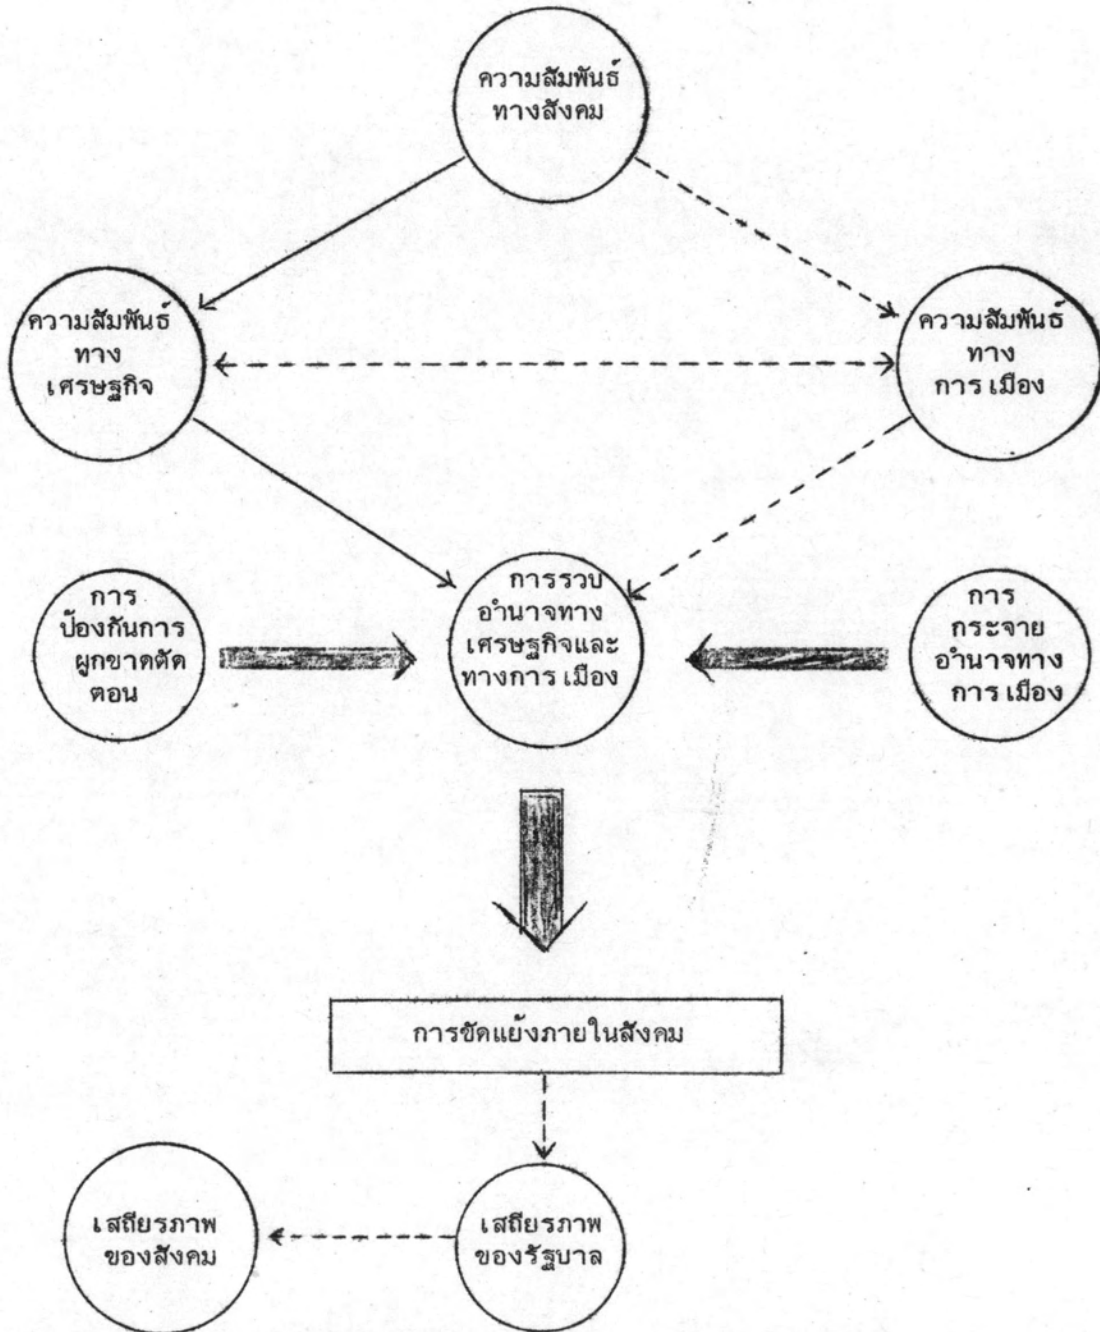 ความสัมพันธ์
ทางสังคม
ความสัมพันธ์
ทาง
เศรษฐกิจ
ความสัมพันธ์
ทาง
การเมือง
การ
ป้องกันการ
ผูกขาดตัด
ตอน
การรวบ
อำนาจทาง
เศรษฐกิจและ
ทางการเมือง
การ
กระจาย
อำนาจทาง
การเมือง
การขัดแย้งภายในสังคม
เสถียรภาพ
ของสังคม
เสถียรภาพ
ของรัฐบาล